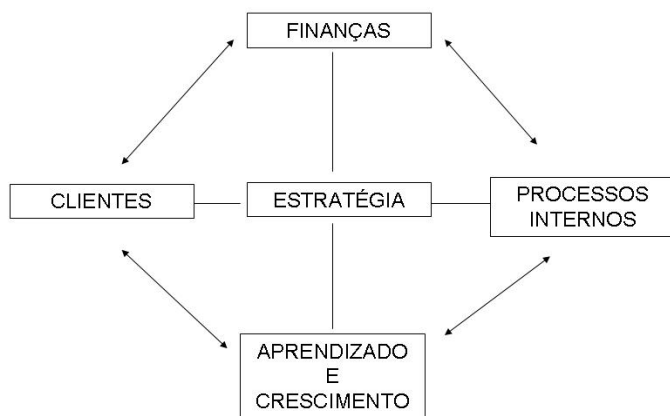 FINANÇAS
CLIENTES
ESTRATÉGIA
PROCESSOS
INTERNOS
APRENDIZADO
E
CRESCIMENTO